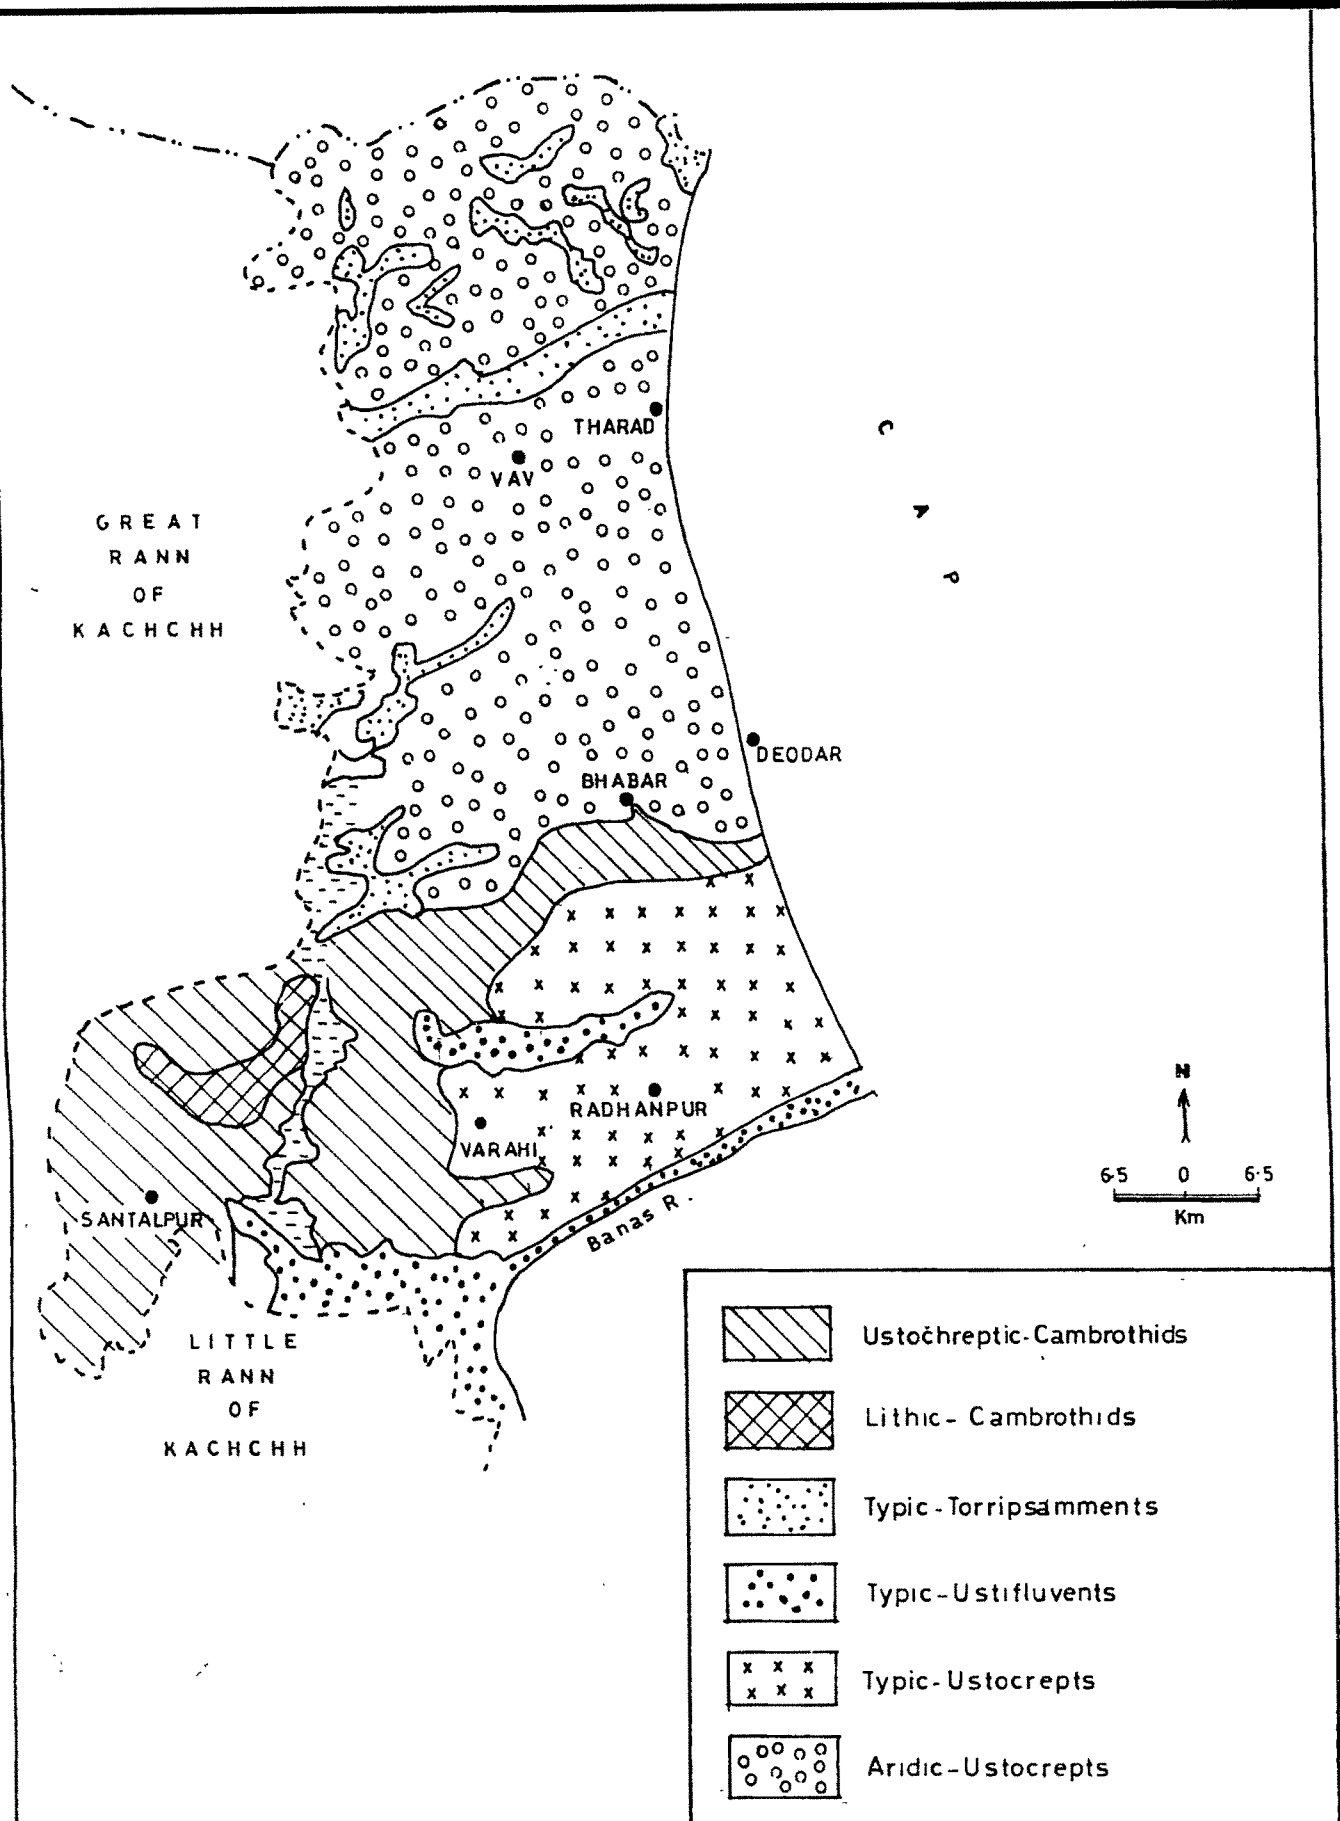 THARAD
VAV
C
A
P
GREAT
RANN
OF
KACHCHH
DEODAR
BHABAR
RADHANPUR
VARAHI
SANTALPUR
Banas R.
N
6·5 0 6·5
Km
LITTLE
RANN
OF
KACHCHH
Ustochreptic-Cambrothids
Lithic-Cambrothids
Typic-Torripsamments
Typic-Ustifluvents
Typic-Ustocrepts
Aridic-Ustocrepts